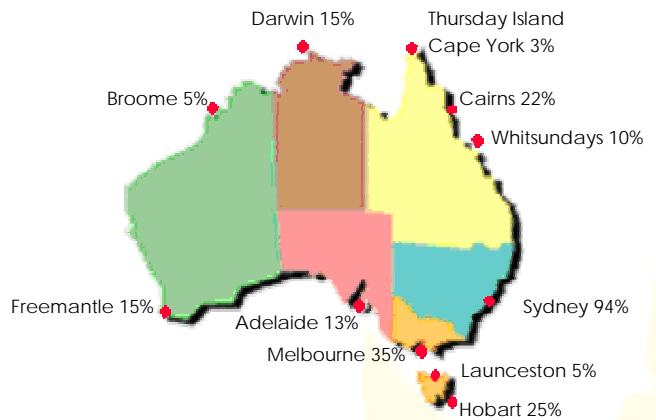 Darwin 15%
Thursday Island
Cape York 3%
Broome 5%
Cairns 22%
Whitsundays 10%
Freemantle 15%
Adelaide 13%
Sydney 94%
Melbourne 35%
Launceston 5%
Hobart 25%